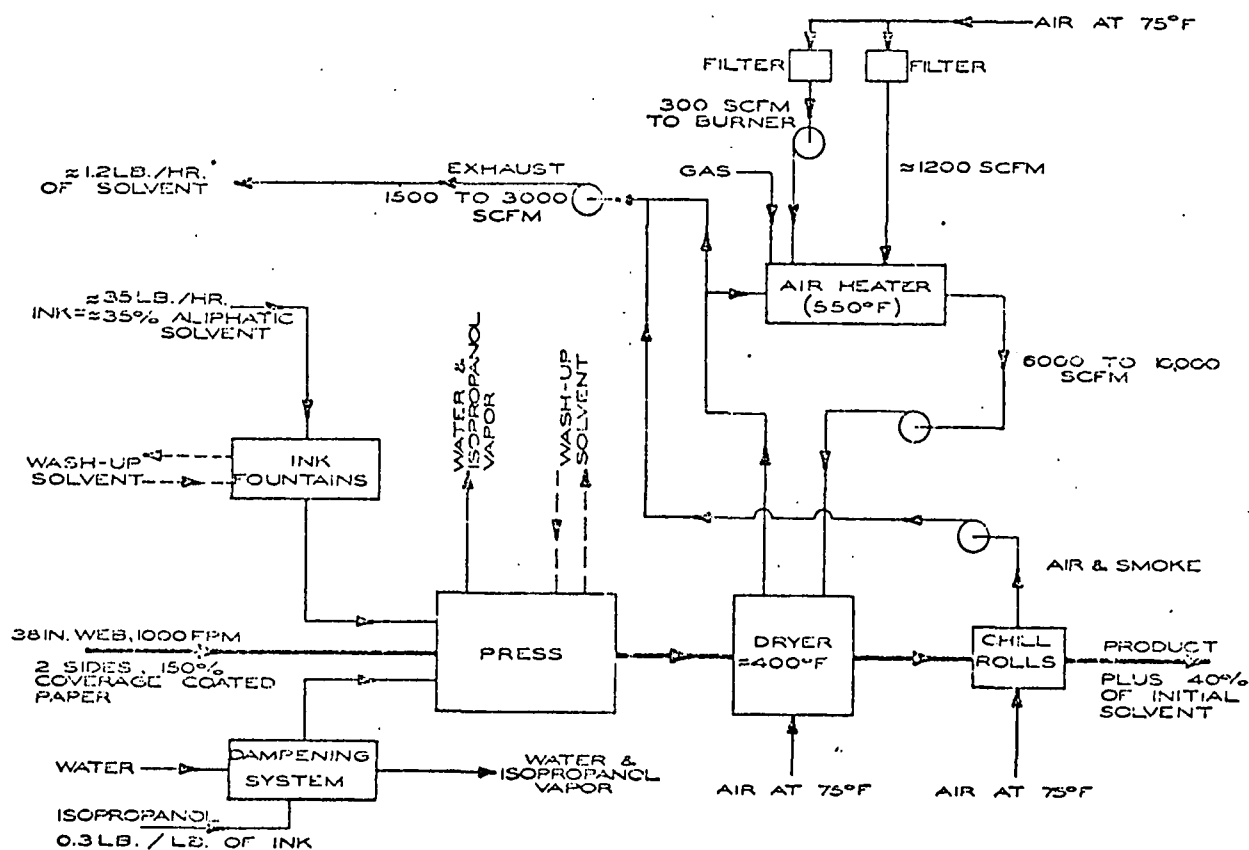 AIR AT 75°F
FILTER
FILTER
300 SCFM
TO BURNER
≈1200 SCFM
GAS
≈1.2 LB./HR.
OF SOLVENT
EXHAUST
1500 TO 3000
SCFM
AIR HEATER
(550°F)
≈35 LB./HR.
INK=≈35% ALIPHATIC
SOLVENT
6000 TO 10,000
SCFM
WATER &
ISOPROPANOL
VAPOR
WASH-UP
SOLVENT
WASH-UP
SOLVENT
INK
FOUNTAINS
AIR & SMOKE
38 IN. WEB, 1000 FPM
2 SIDES, 150%
COVERAGE COATED
PAPER
PRESS
DRYER
≈400°F
CHILL
ROLLS
PRODUCT
PLUS 40%
OF INITIAL
SOLVENT
WATER
DAMPENING
SYSTEM
WATER &
ISOPROPANOL
VAPOR
AIR AT 75°F
AIR AT 75°F
ISOPROPANOL
0.3 LB. / LB. OF INK